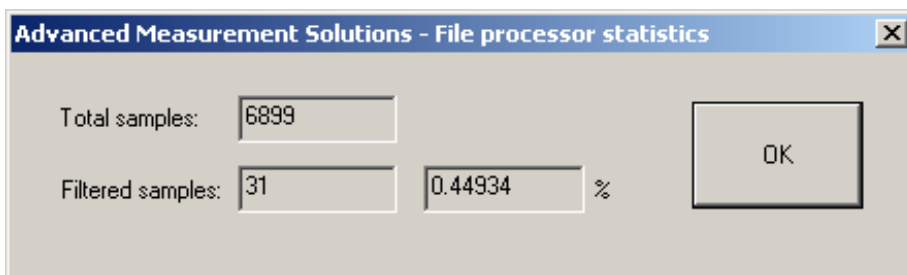 Advanced Measurement Solutions - File processor statistics
Total samples: 6899
OK
Filtered samples: 31 0.44934 %